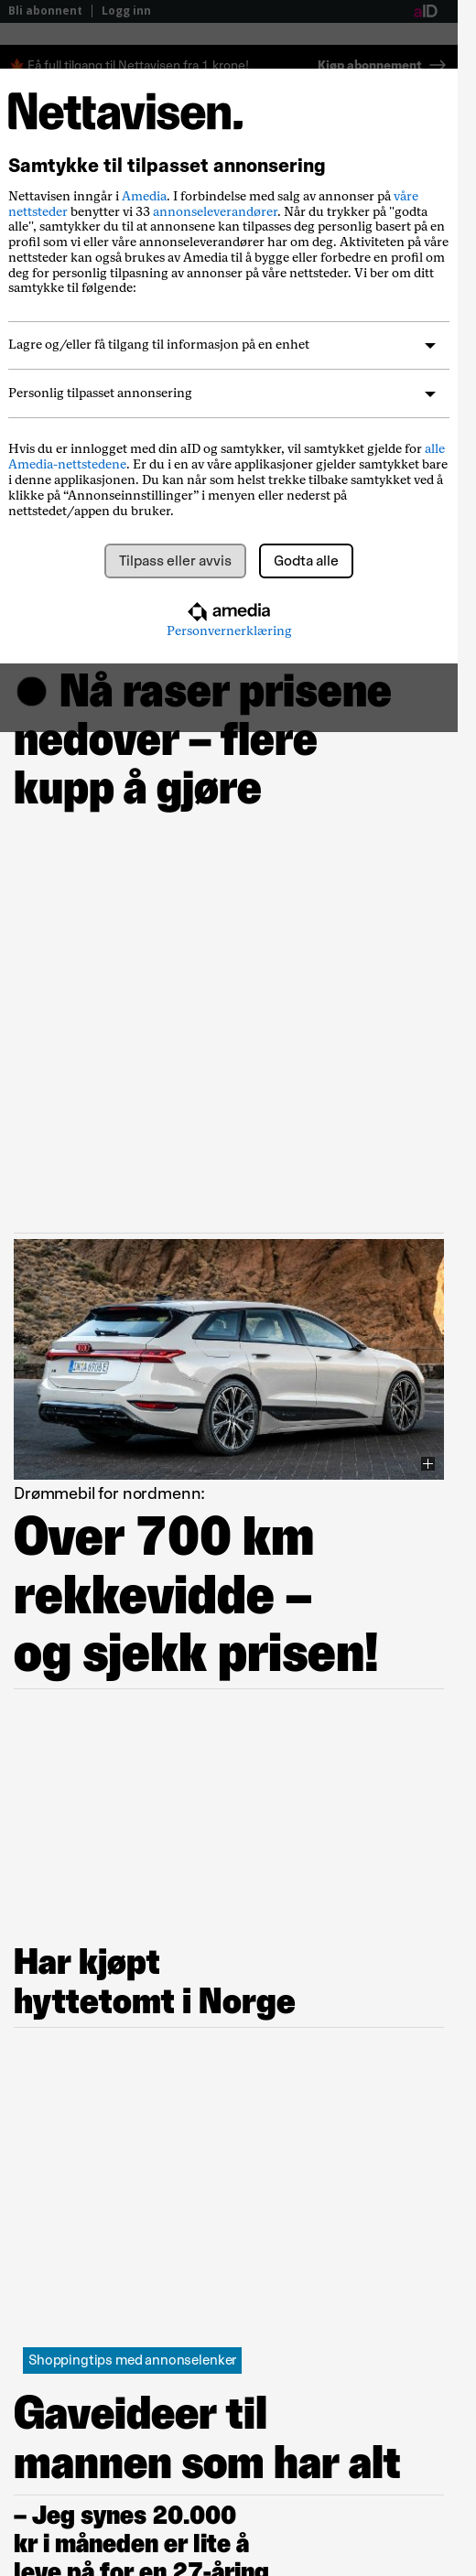 Bli abonnent | Logg inn
aID
Få full tilgang til Nettavisen fra 1 krone!
Kjøp abonnement
Nettavisen.
Samtykke til tilpasset annonsering
Nettavisen inngår i Amedia. I forbindelse med salg av annonser på våre
nettsteder benytter vi 33 annonseleverandører. Når du trykker på "godta
alle", samtykker du til at annonsene kan tilpasses deg personlig basert på en
profil som vi eller våre annonseleverandører har om deg. Aktiviteten på våre
nettsteder kan også brukes av Amedia til å bygge eller forbedre en profil om
deg for personlig tilpasning av annonser på våre nettsteder. Vi ber om ditt
samtykke til følgende:
Lagre og/eller få tilgang til informasjon på en enhet
Personlig tilpasset annonsering
Hvis du er innlogget med din aID og samtykker, vil samtykket gjelde for alle
Amedia-nettstedene. Er du i en av våre applikasjoner gjelder samtykket bare
i denne applikasjonen. Du kan når som helst trekke tilbake samtykket ved å
klikke på “Annonseinnstillinger” i menyen eller nederst på
nettstedet/appen du bruker.
Tilpass eller avvis
Godta alle
amedia
Personvernerklæring
Nå raser prisene
nedover – flere
kupp å gjøre
Drømmebil for nordmenn:
Over 700 km
rekkevidde –
og sjekk prisen!
Har kjøpt
hyttetomt i Norge
Shoppingtips med annonselenker
Gaveideer til
mannen som har alt
– Jeg synes 20.000
kr i måneden er lite å
leve på for en 27-åring